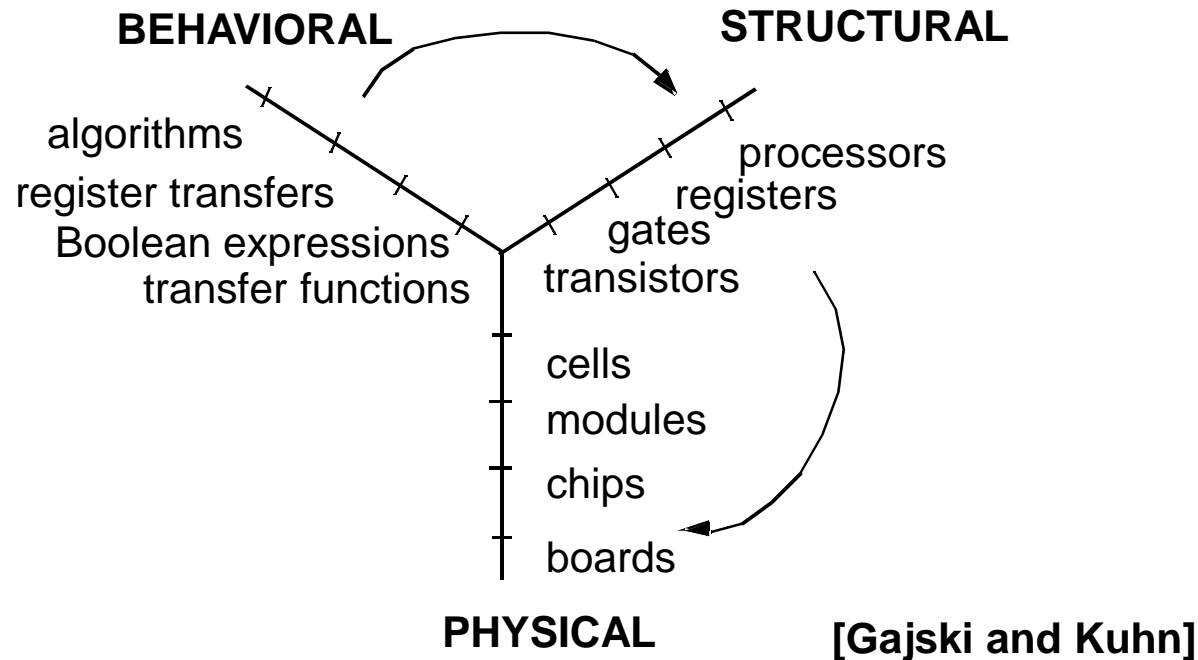 BEHAVIORAL
STRUCTURAL
algorithms
register transfers
Boolean expressions
transfer functions
processors
registers
gates
transistors
cells
modules
chips
boards
PHYSICAL
[Gajski and Kuhn]